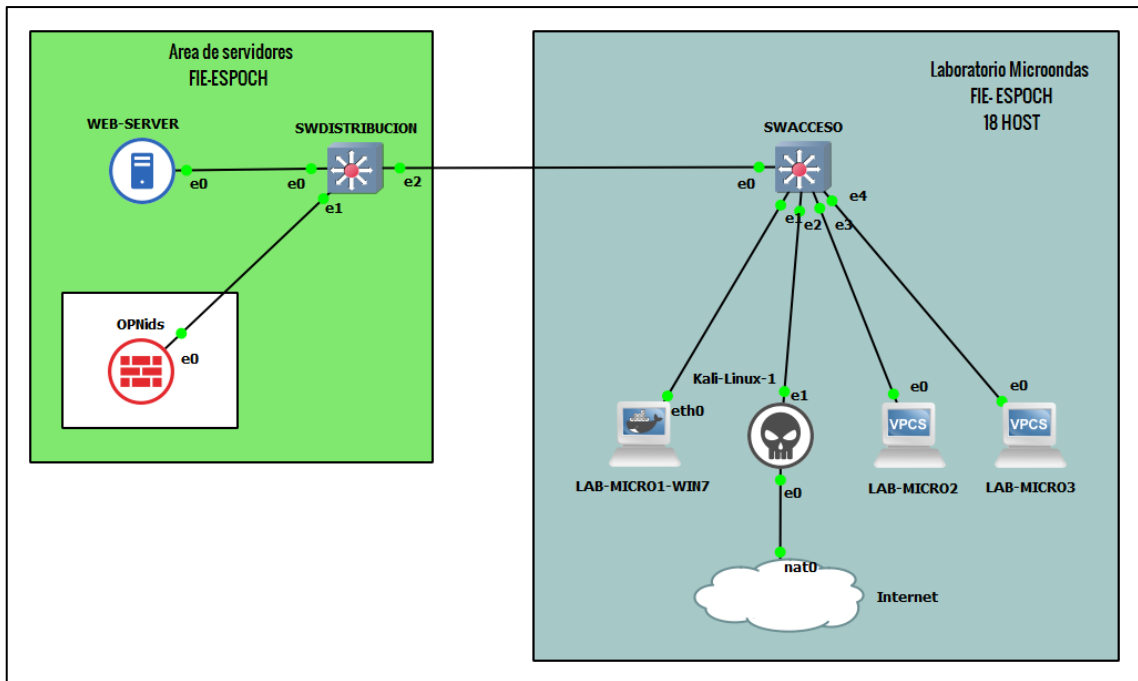 Area de servidores
FIE-ESPOCH
WEB-SERVER
SWDISTRIBUCION
e0
e0
e1
e2
OPNids
e0
Laboratorio Microondas
FIE- ESPOCH
18 HOST
SWACCESO
e0
e1
e2
e3
e4
Kali-Linux-1
eth0
e1
e0
e0
VPCS
VPCS
LAB-MICRO1-WIN7
e0
LAB-MICRO2
LAB-MICRO3
nat0
Internet